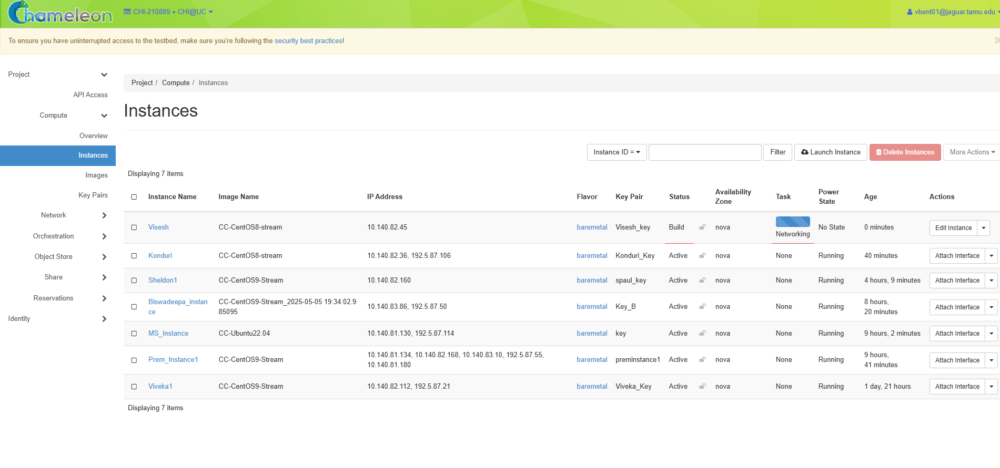 Chameleon
CHI-210889 • CHI@UC
vbent01@jaguar.tamu.edu
To ensure you have uninterrupted access to the testbed, make sure you're following the security best practices!
Project
API Access
Compute
Overview
Instances
Images
Key Pairs
Network
Orchestration
Object Store
Share
Reservations
Identity
Project / Compute / Instances
Instances
Instance ID = Filter Launch Instance Delete Instances More Actions
Displaying 7 items
Instance Name Image Name IP Address Flavor Key Pair Status Availability Zone Task Power State Age Actions
Visesh CC-CentOS8-stream 10.140.82.45 baremetal Visesh_key Build nova Networking No State 0 minutes Edit Instance
Konduri CC-CentOS8-stream 10.140.82.36, 192.5.87.106 baremetal Konduri_Key Active nova None Running 40 minutes Attach Interface
Sheldon1 CC-CentOS9-Stream 10.140.82.160 baremetal spaul_key Active nova None Running 4 hours, 9 minutes Attach Interface
Biswadeepa_instance CC-CentOS9-Stream_2025-05-05 19:34:02.985095 10.140.83.86, 192.5.87.50 baremetal Key_B Active nova None Running 8 hours, 20 minutes Attach Interface
MS_Instance CC-Ubuntu22.04 10.140.81.130, 192.5.87.114 baremetal key Active nova None Running 9 hours, 2 minutes Attach Interface
Prem_Instance1 CC-CentOS9-Stream 10.140.81.134, 10.140.82.168, 10.140.83.10, 192.5.87.55, 10.140.81.180 baremetal preminstance1 Active nova None Running 9 hours, 41 minutes Attach Interface
Viveka1 CC-CentOS9-Stream 10.140.82.112, 192.5.87.21 baremetal Viveka_Key Active nova None Running 1 day, 21 hours Attach Interface
Displaying 7 items